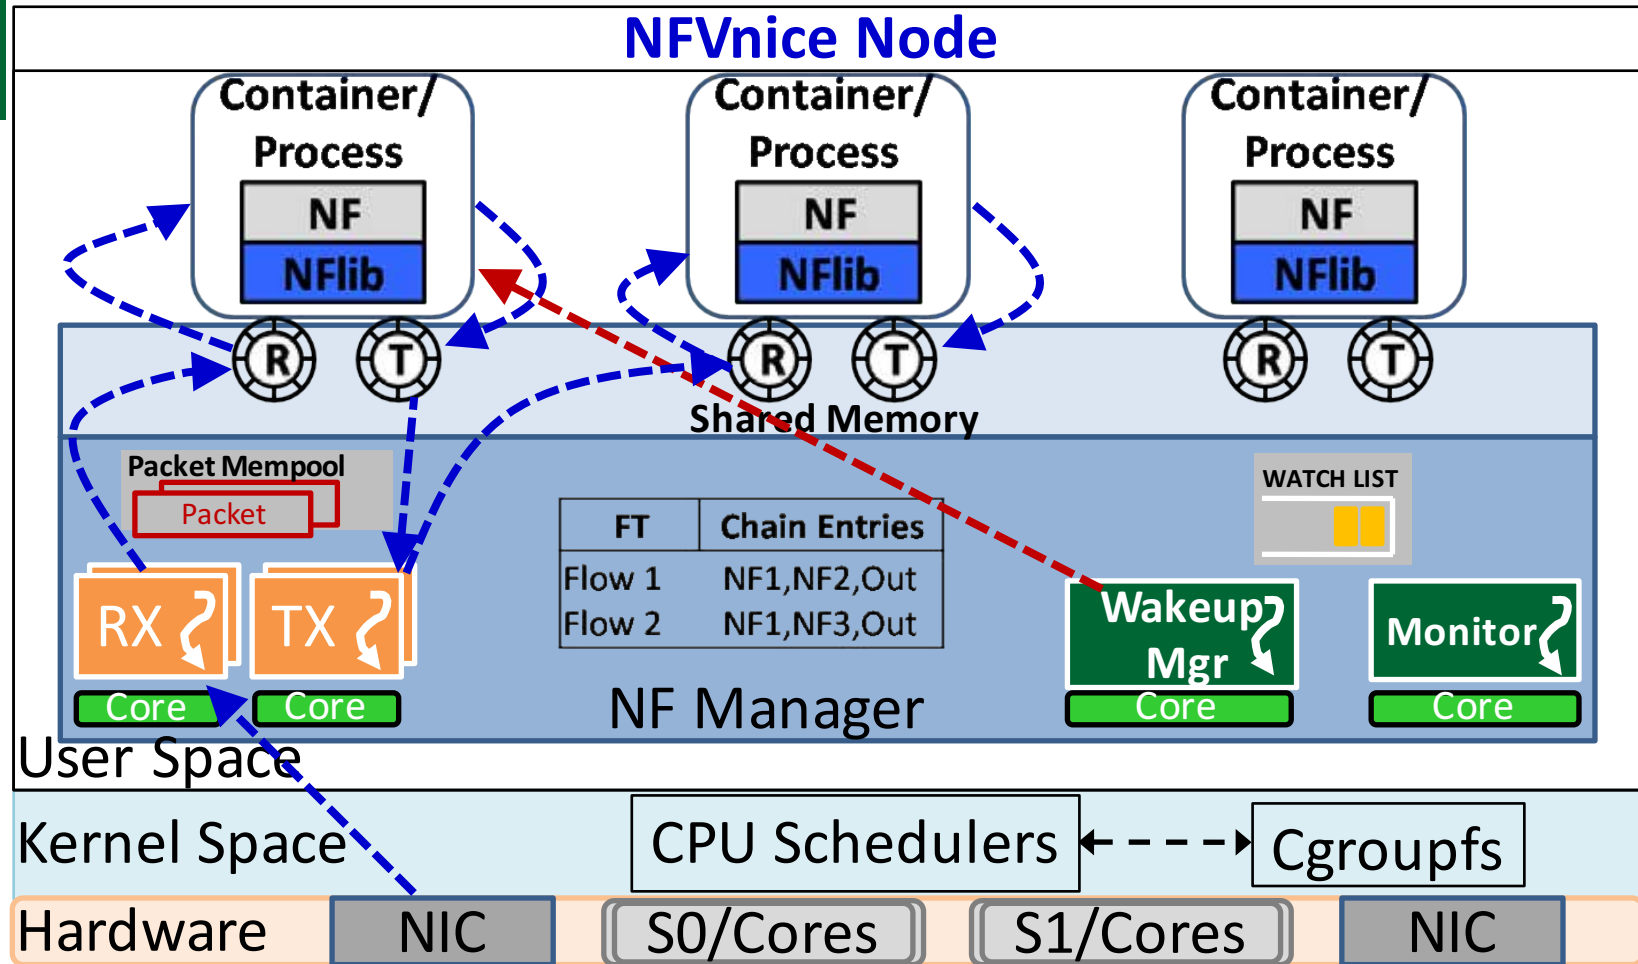 NFVnice Node
Container/
Process
NF
NFlib
Container/
Process
NF
NFlib
Container/
Process
NF
NFlib
R
T
R
T
R
T
Shared Memory
Packet Mempool
Packet
FT Chain Entries
Flow 1 NF1,NF2,Out
Flow 2 NF1,NF3,Out
WATCH LIST
RX
TX
Wakeup
Mgr
Monitor
Core
Core
NF Manager
Core
Core
User Space
Kernel Space
CPU Schedulers
Cgroupfs
Hardware
NIC
S0/Cores
S1/Cores
NIC